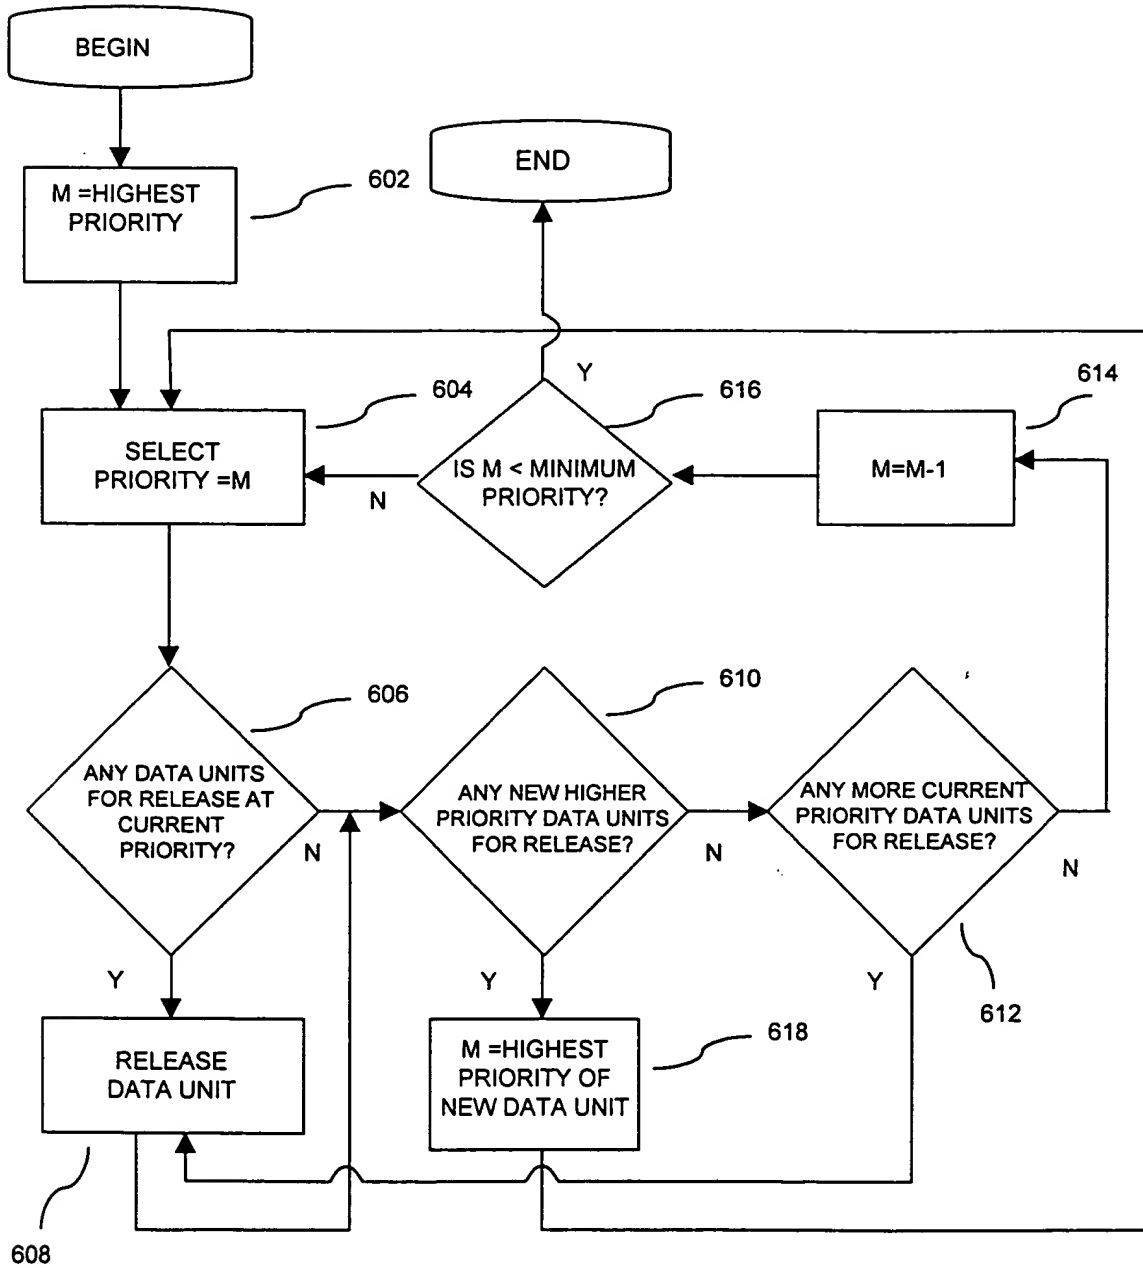 BEGIN
END
M =HIGHEST
PRIORITY
602
604
Y
616
614
SELECT
PRIORITY =M
IS M < MINIMUM
PRIORITY?
N
M=M-1
606
610
ANY DATA UNITS
FOR RELEASE AT
CURRENT
PRIORITY?
N
ANY NEW HIGHER
PRIORITY DATA UNITS
FOR RELEASE?
N
ANY MORE CURRENT
PRIORITY DATA UNITS
FOR RELEASE?
N
Y
Y
Y
612
RELEASE
DATA UNIT
M =HIGHEST
PRIORITY OF
NEW DATA UNIT
618
608